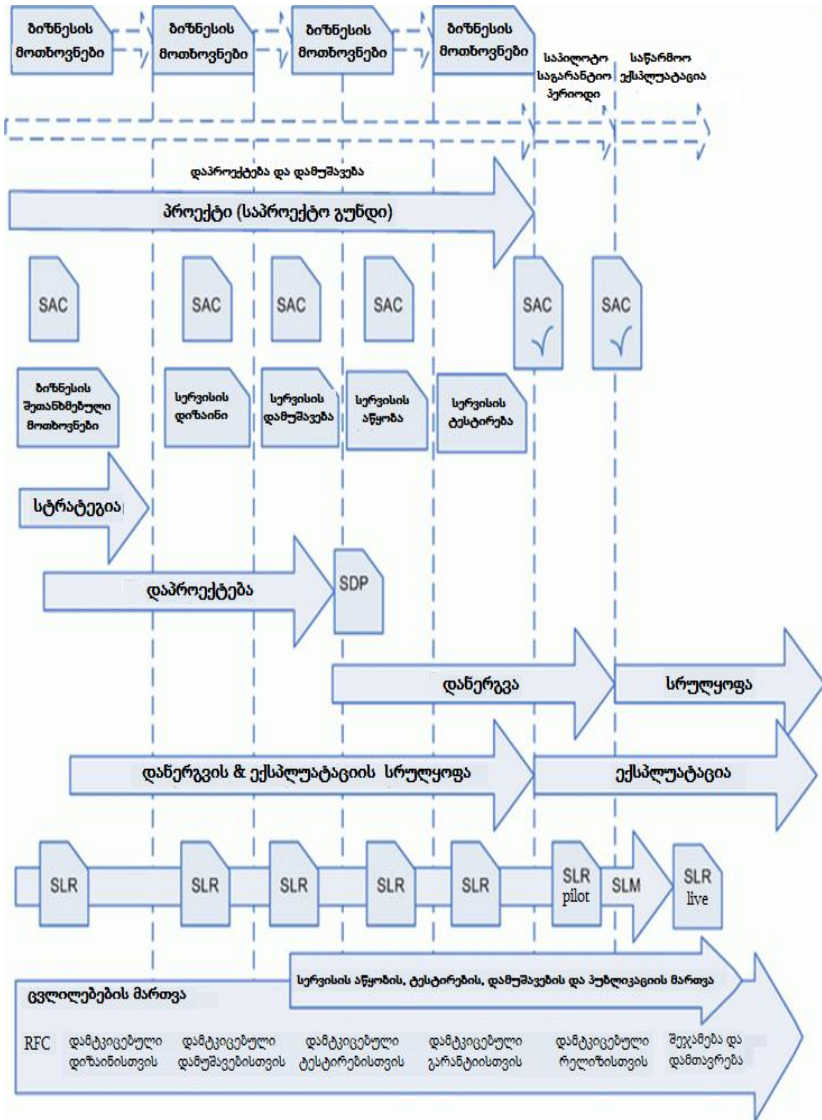 ბიზნესის
მოთხოვნები
ბიზნესის
მოთხოვნები
ბიზნესის
მოთხოვნები
ბიზნესის
მოთხოვნები
საპილოტო
საგარანტიო
პერიოდი
საწარმოო
ექსპლუატაცია
დაპროექტება და დამუშავება
პროექტი (საპროექტო გუნდი)
SAC
SAC
SAC
SAC
SAC
SAC
ბიზნესის
შეთანხმებული
მოთხოვნები
სერვისის
დიზაინი
სერვისის
დამუშავება
სერვისის
აწყობა
სერვისის
ტესტირება
სტრატეგია
დაპროექტება
SDP
დანერგვა
სრულყოფა
დანერგვის & ექსპლუატაციის სრულყოფა
ექსპლუატაცია
SLR
SLR
SLR
SLR
SLR
SLR
pilot
SLM
SLR
live
სერვისის აწყობის, ტესტირების, დამუშავების და პუბლიკაციის მართვა
ცვლილებების მართვა
RFC
დამტკიცებული
დიზაინისთვის
დამტკიცებული
დამუშავებისთვის
დამტკიცებული
ტესტირებისთვის
დამტკიცებული
გარანტიისთვის
დამტკიცებული
რელიზისთვის
შეჯამება და
დამთავრება